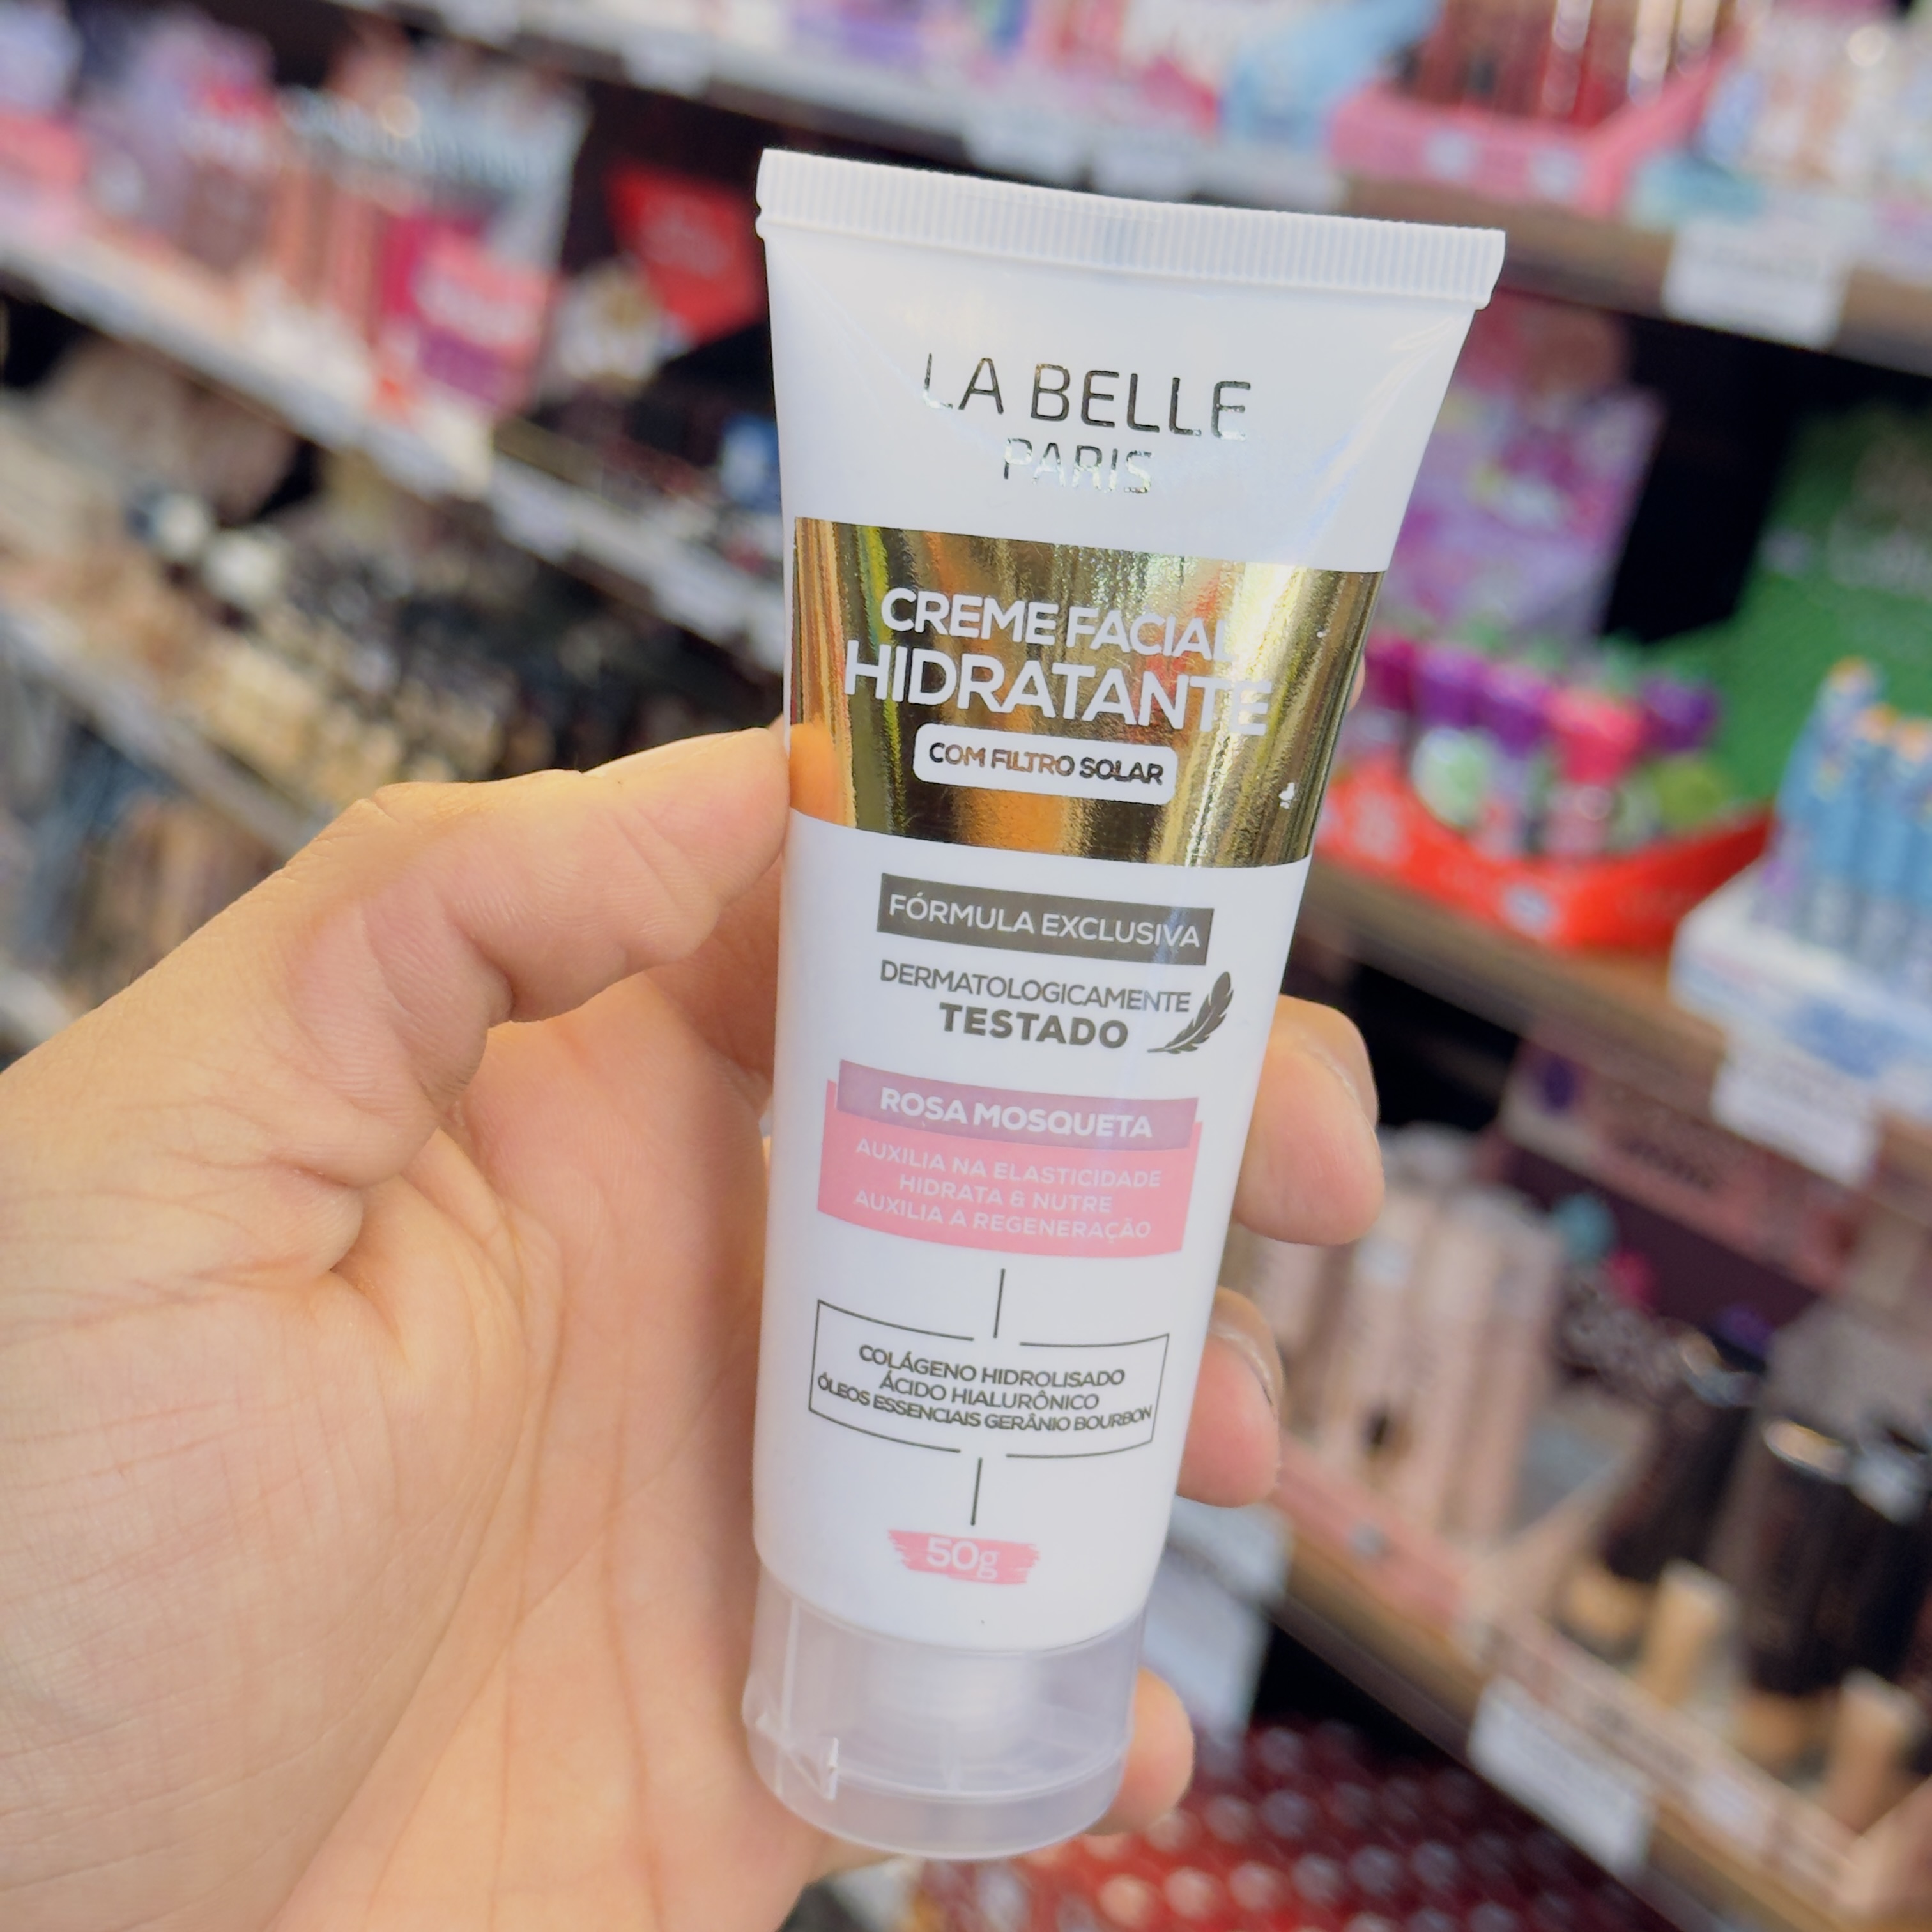 LA BELLE
PARIS
CREME FACIAL
HIDRATANTE
COM FILTRO SOLAR
FÓRMULA EXCLUSIVA
DERMATOLOGICAMENTE
TESTADO
ROSA MOSQUETA
AUXILIA NA ELASTICIDADE
HIDRATA & NUTRE
AUXILIA A REGENERAÇÃO
COLÁGENO HIDROLISADO
ÁCIDO HIALURÔNICO
ÓLEOS ESSENCIAIS GERÂNIO BOURBON
50g